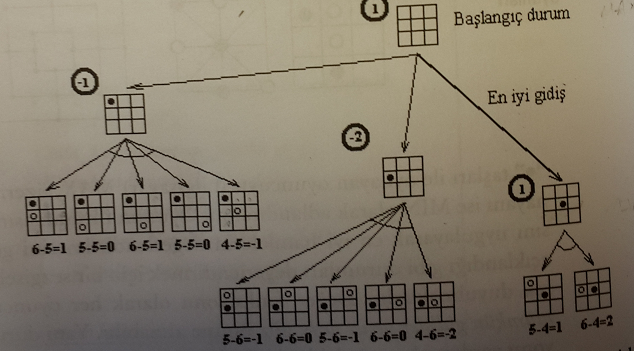 1
Başlangıç durum
-1
En iyi gidiş
-2
1
6-5=1 5-5=0 6-5=1 5-5=0 4-5=-1
5-6=-1 6-6=0 5-6=-1 6-6=0 4-6=-2
5-4=1 6-4=2